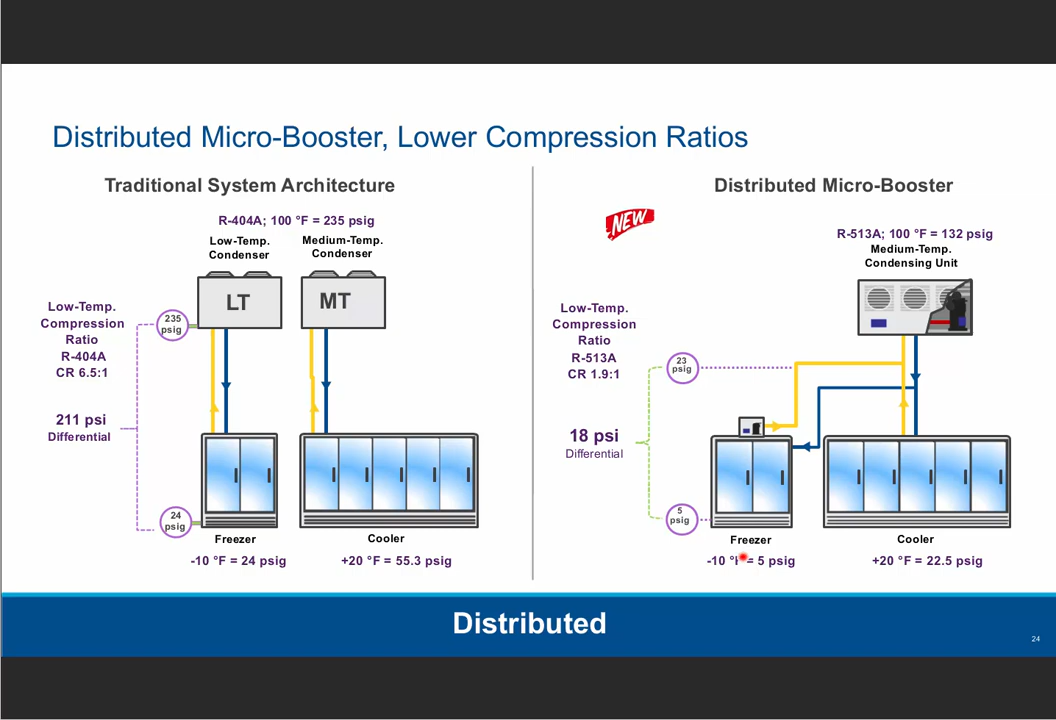 Distributed Micro-Booster, Lower Compression Ratios
Traditional System Architecture
R-404A; 100 °F = 235 psig
Low-Temp.
Condenser
Medium-Temp.
Condenser
LT
MT
Low-Temp.
Compression
Ratio
R-404A
CR 6.5:1
235
psig
211 psi
Differential
24
psig
Freezer
Cooler
-10 °F = 24 psig
+20 °F = 55.3 psig
Distributed Micro-Booster
NEW
R-513A; 100 °F = 132 psig
Medium-Temp.
Condensing Unit
Low-Temp.
Compression
Ratio
R-513A
CR 1.9:1
23
psig
18 psi
Differential
5
psig
Freezer
Cooler
-10 °F = 5 psig
+20 °F = 22.5 psig
Distributed
24